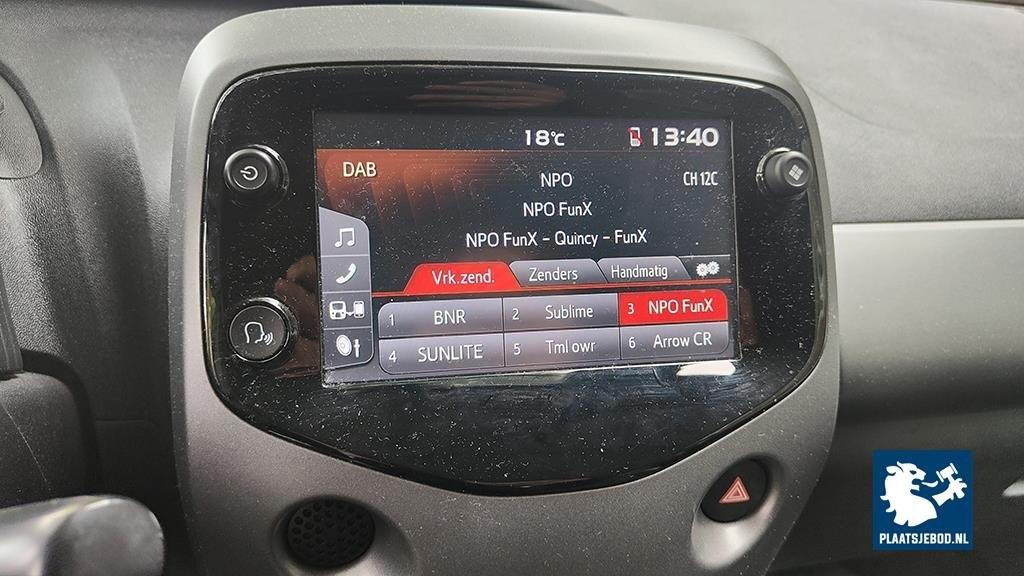 18°C 13:40
DAB
NPO CH 12C
NPO FunX
NPO FunX - Quincy - FunX
Vrk.zend. Zenders Handmatig
1 BNR 2 Sublime 3 NPO FunX
4 SUNLITE 5 Tml owr 6 Arrow CR
PLAATSJEBOD.NL